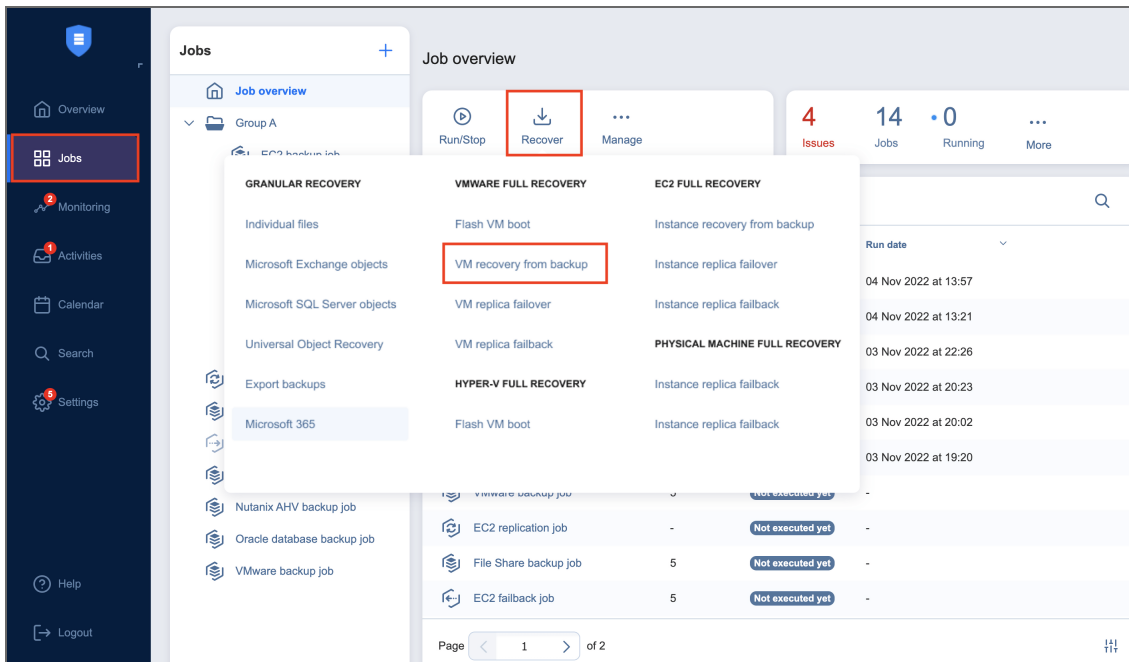 Overview
Jobs
2
Monitoring
1
Activities
Calendar
Search
5
Settings
Help
Logout
Jobs
Job overview
Group A
EC2 backup job
Nutanix AHV backup job
Oracle database backup job
VMware backup job
Job overview
Run/Stop
Recover
Manage
4
Issues
14
Jobs
0
Running
More
GRANULAR RECOVERY
Individual files
Microsoft Exchange objects
Microsoft SQL Server objects
Universal Object Recovery
Export backups
Microsoft 365
VMWARE FULL RECOVERY
Flash VM boot
VM recovery from backup
VM replica failover
VM replica failback
HYPER-V FULL RECOVERY
Flash VM boot
EC2 FULL RECOVERY
Instance recovery from backup
Instance replica failover
Instance replica failback
PHYSICAL MACHINE FULL RECOVERY
Instance replica failback
Instance replica failback
Run date
04 Nov 2022 at 13:57
04 Nov 2022 at 13:21
03 Nov 2022 at 22:26
03 Nov 2022 at 20:23
03 Nov 2022 at 20:02
03 Nov 2022 at 19:20
VMware backup job 5 Not executed yet -
EC2 replication job - Not executed yet -
File Share backup job 5 Not executed yet -
EC2 failback job 5 Not executed yet -
Page 1 of 2